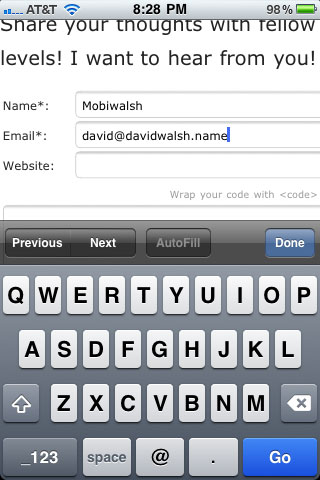 AT&T 8:28 PM 98%
Share your thoughts with fellow
levels! I want to hear from you!
Name*: Mobiwalsh
Email*: david@davidwalsh.name
Website:
Wrap your code with <code>
Previous Next AutoFill Done
Q W E R T Y U I O P
A S D F G H J K L
Z X C V B N M
_123 space @ . Go